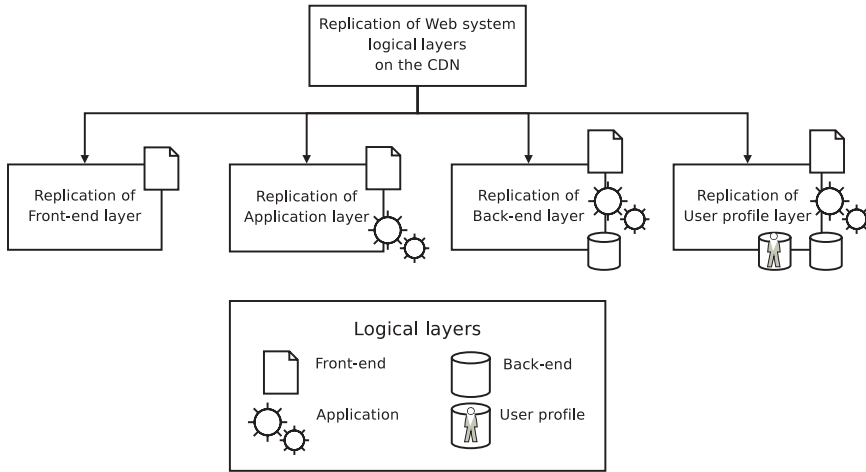 Replication of Web system
logical layers
on the CDN
Replication of
Front-end layer
Replication of
Application layer
Replication of
Back-end layer
Replication of
User profile layer
Logical layers
Front-end
Back-end
Application
User profile